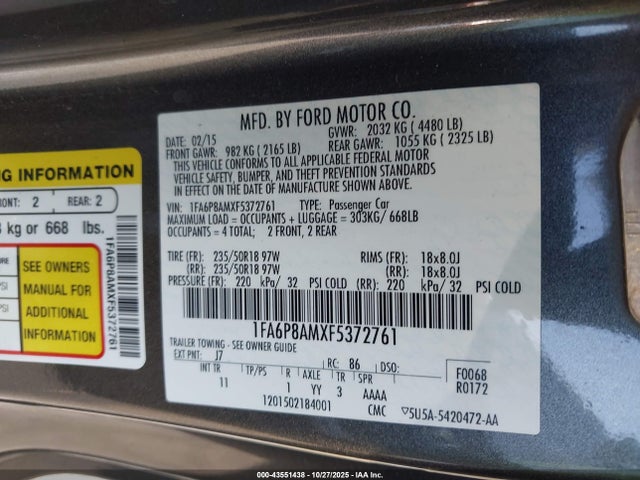 MFD. BY FORD MOTOR CO.
DATE: 02/15 GVWR: 2032 KG ( 4480 LB)
FRONT GAWR: 982 KG ( 2165 LB) REAR GAWR: 1055 KG ( 2325 LB)
THIS VEHICLE CONFORMS TO ALL APPLICABLE FEDERAL MOTOR
VEHICLE SAFETY, BUMPER, AND THEFT PREVENTION STANDARDS
IN EFFECT ON THE DATE OF MANUFACTURE SHOWN ABOVE.
VIN: 1FA6P8AMXF5372761 TYPE: Passenger Car
MAXIMUM LOAD = OCCUPANTS + LUGGAGE = 303KG/ 668LB
OCCUPANTS = 4 TOTAL; 2 FRONT, 2 REAR
TIRE (FR): 235/50R18 97W RIMS (FR): 18x8.0J
(RR): 235/50R18 97W (RR): 18x8.0J
PRESSURE (FR): 220 kPa/ 32 PSI COLD (RR): 220 kPa/ 32 PSI COLD
1FA6P8AMXF5372761
TRAILER TOWING - SEE OWNER GUIDE
EXT PNT: J7 RC: 86 DSO: F0068
INT TR TP/PS R AXLE TR SPR R0172
11 1 YY 3 AAAA
1201502184001 CMC 5U5A-5420472-AA
NG INFORMATION
RONT: 2 REAR: 2
3 kg or 668 lbs.
SEE OWNERS
MANUAL FOR
ADDITIONAL
INFORMATION
1FA6P8AMXF5372761
000-43551438 - 10/27/2025 - IAA Inc.